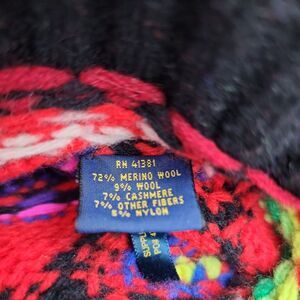 RN 41381
72% MERINO WOOL
9% WOOL
7% CASHMERE
7% OTHER FIBERS
5% NYLON